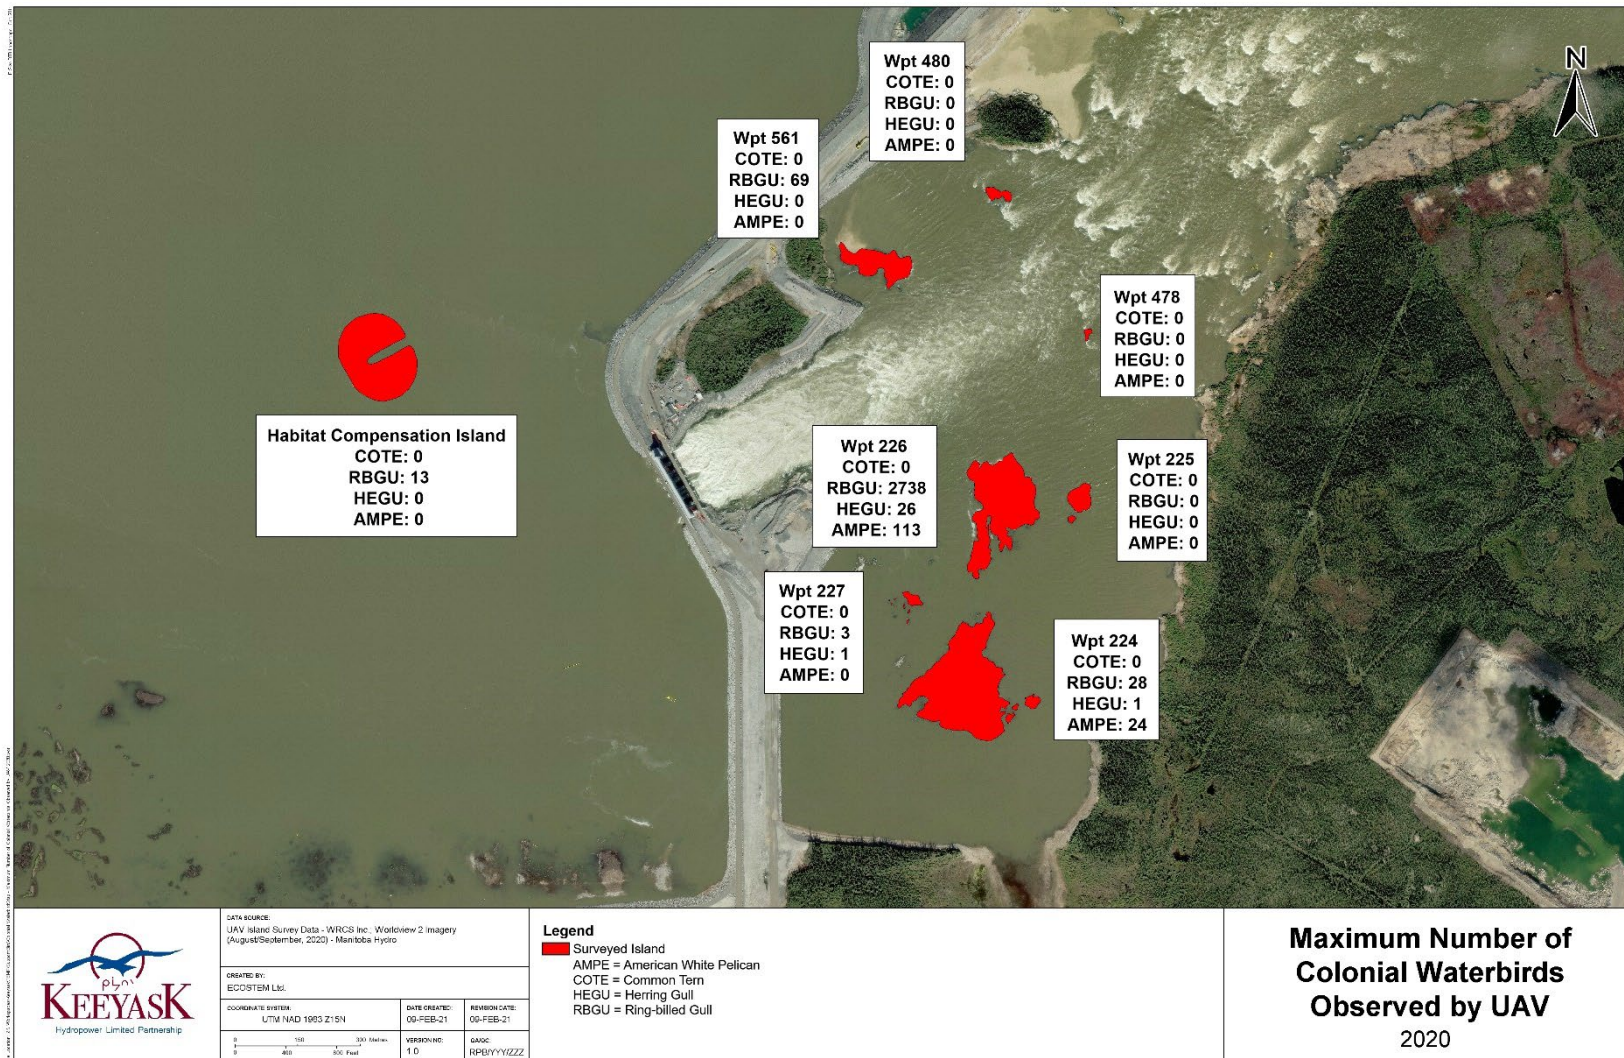 N
Wpt 480
COTE: 0
RBGU: 0
HEGU: 0
AMPE: 0
Wpt 561
COTE: 0
RBGU: 69
HEGU: 0
AMPE: 0
Wpt 478
COTE: 0
RBGU: 0
HEGU: 0
AMPE: 0
Habitat Compensation Island
COTE: 0
RBGU: 13
HEGU: 0
AMPE: 0
Wpt 226
COTE: 0
RBGU: 2738
HEGU: 26
AMPE: 113
Wpt 225
COTE: 0
RBGU: 0
HEGU: 0
AMPE: 0
Wpt 227
COTE: 0
RBGU: 3
HEGU: 1
AMPE: 0
Wpt 224
COTE: 0
RBGU: 28
HEGU: 1
AMPE: 24
KEEYASK
Hydropower Limited Partnership
DATA SOURCE:
UAV Island Survey Data - WRCS Inc.; Worldview 2 Imagery
(August/September, 2020) - Manitoba Hydro
CREATED BY:
ECOSTEM Ltd.
COORDINATE SYSTEM:
UTM NAD 1983 Z15N
DATE CREATED:
09-FEB-21
REVISION DATE:
09-FEB-21
0 150 300 Metres
0 400 800 Feet
VERSION NO:
1.0
QA/QC:
RPB/YYY/ZZZ
Legend
Surveyed Island
AMPE = American White Pelican
COTE = Common Tern
HEGU = Herring Gull
RBGU = Ring-billed Gull
Maximum Number of
Colonial Waterbirds
Observed by UAV
2020